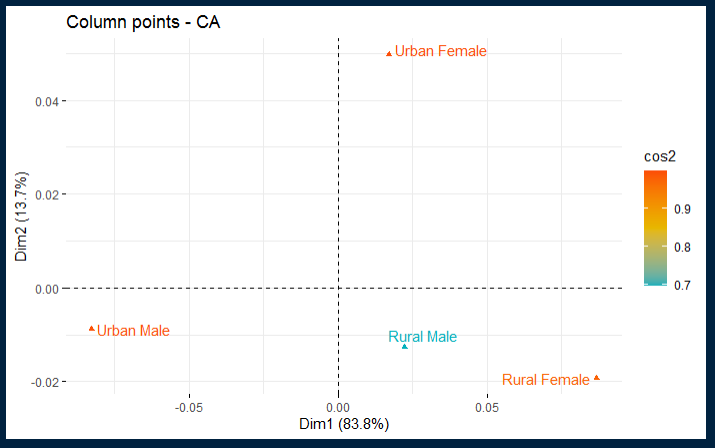 Column points - CA
Urban Female
0.04
0.02
0.00
-0.02
Dim2 (13.7%)
Urban Male
Rural Male
Rural Female
-0.05
0.00
0.05
Dim1 (83.8%)
cos2
0.9
0.8
0.7